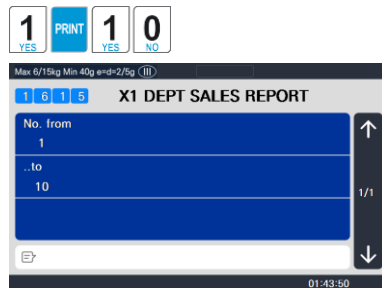 1 PRINT 1 0
YES YES NO
Max 6/15kg Min 40g e=d=2/5g III
1 6 1 5 X1 DEPT SALES REPORT
No. from
1
..to
10
1/1
01:43:50